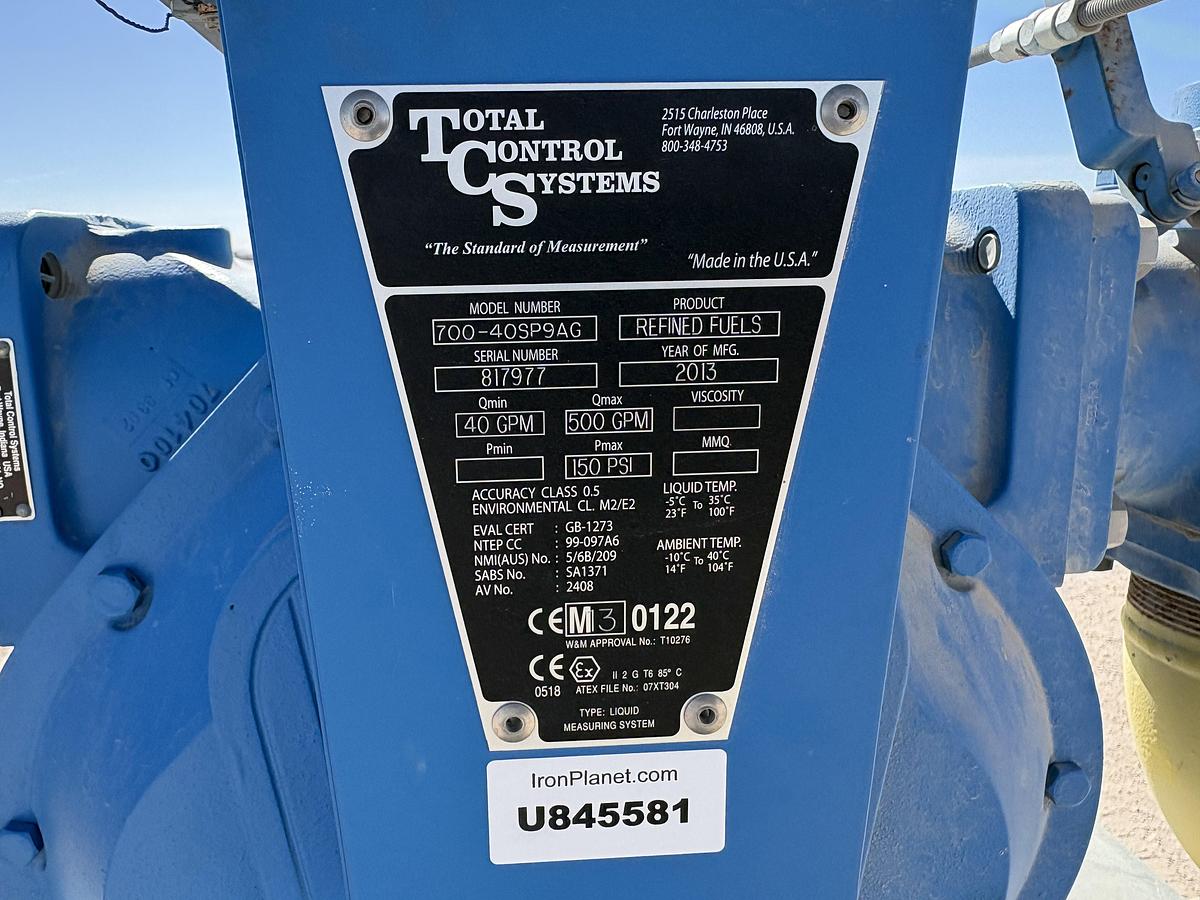 TOTAL
CONTROL
SYSTEMS
2515 Charleston Place
Fort Wayne, IN 46808, U.S.A.
800-348-4753
“The Standard of Measurement”
“Made in the U.S.A.”
MODEL NUMBER
700-40SP9AG
PRODUCT
REFINED FUELS
SERIAL NUMBER
817977
YEAR OF MFG.
2013
Qmin
40 GPM
Qmax
500 GPM
VISCOSITY
Pmin
Pmax
150 PSI
MMQ
ACCURACY CLASS 0.5
ENVIRONMENTAL CL. M2/E2
LIQUID TEMP.
-5°C To 35°C
23°F 100°F
EVAL CERT : GB-1273
NTEP CC : 99-097A6
NMI(AUS) No. : 5/6B/209
SABS No. : SA1371
AV No. : 2408
AMBIENT TEMP.
-10°C To 40°C
14°F 104°F
CE M13 0122
W&M APPROVAL No.: T10276
CE Ex II 2 G T6 85° C
0518 ATEX FILE No.: 07XT304
TYPE: LIQUID
MEASURING SYSTEM
IronPlanet.com
U845581
Total Control Systems
Indiana USA